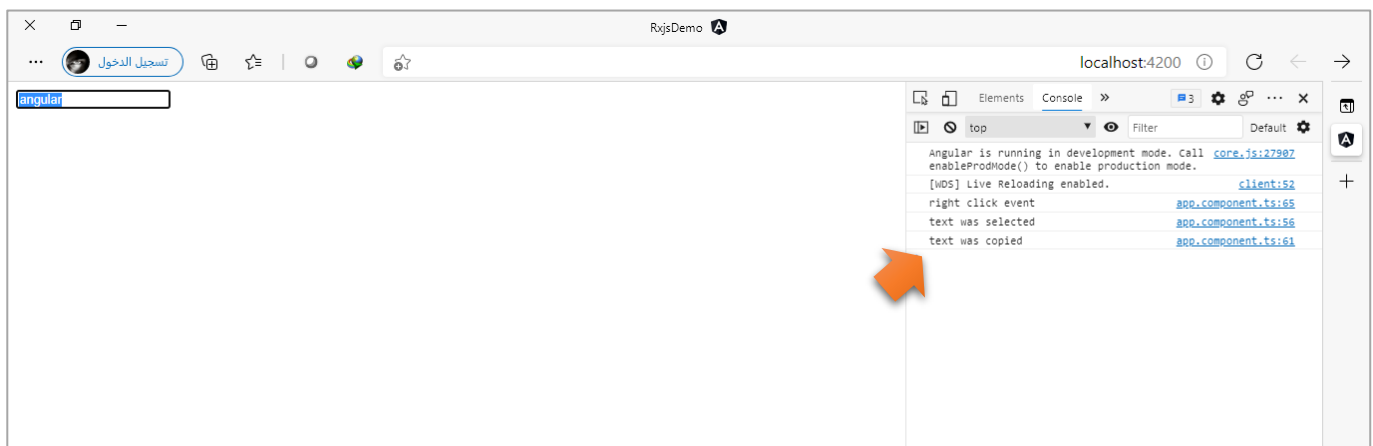 RxjsDemo
تسجيل الدخول
localhost:4200
angular
Elements Console 3
top Filter Default
Angular is running in development mode. Call core.js:27907
enableProdMode() to enable production mode.
[WDS] Live Reloading enabled. client:52
right click event app.component.ts:65
text was selected app.component.ts:56
text was copied app.component.ts:61